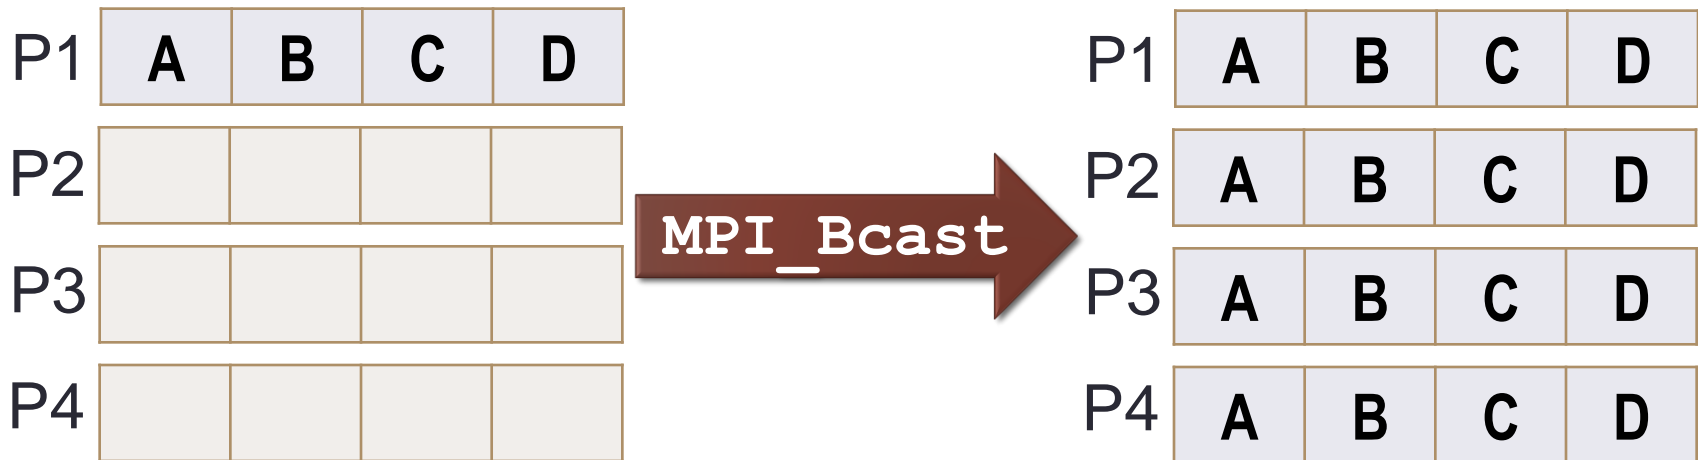 P1 A B C D
P2
P3
P4
MPI_Bcast
P1 A B C D
P2 A B C D
P3 A B C D
P4 A B C D